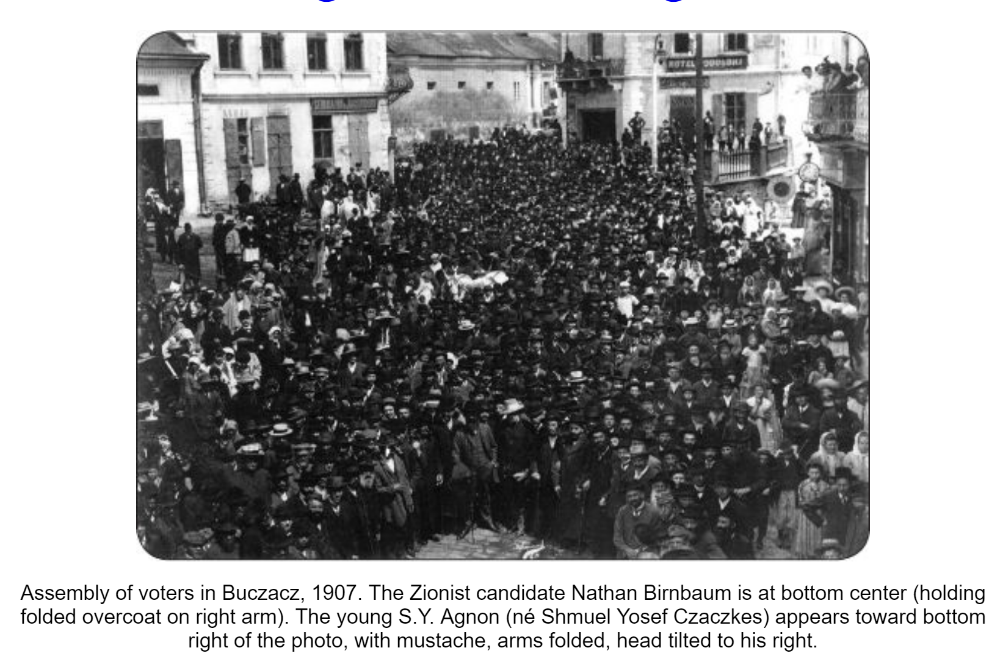 HOTEL
Assembly of voters in Buczacz, 1907. The Zionist candidate Nathan Birnbaum is at bottom center (holding
folded overcoat on right arm). The young S.Y. Agnon (né Shmuel Yosef Czaczkes) appears toward bottom
right of the photo, with mustache, arms folded, head tilted to his right.